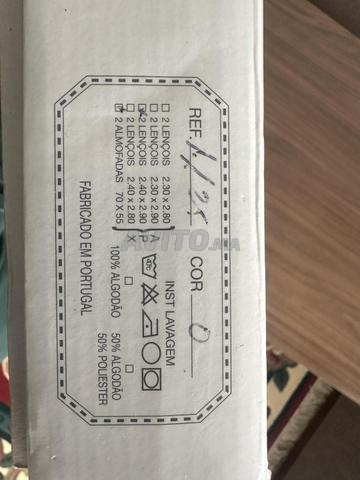 REF. 1/25 COR 0
2 LENÇOIS 2.30 X 2.80
2 LENÇOIS 2.30 X 2.90 A
2 LENÇOIS 2.40 X 2.90 P
2 LENÇOIS 2.40 X 2.80 X
2 ALMOFADAS 70 X 55
INST LAVAGEM
100% ALGODÃO
50% ALGODÃO
50% POLIESTER
FABRICADO EM PORTUGAL
AVITO.ma